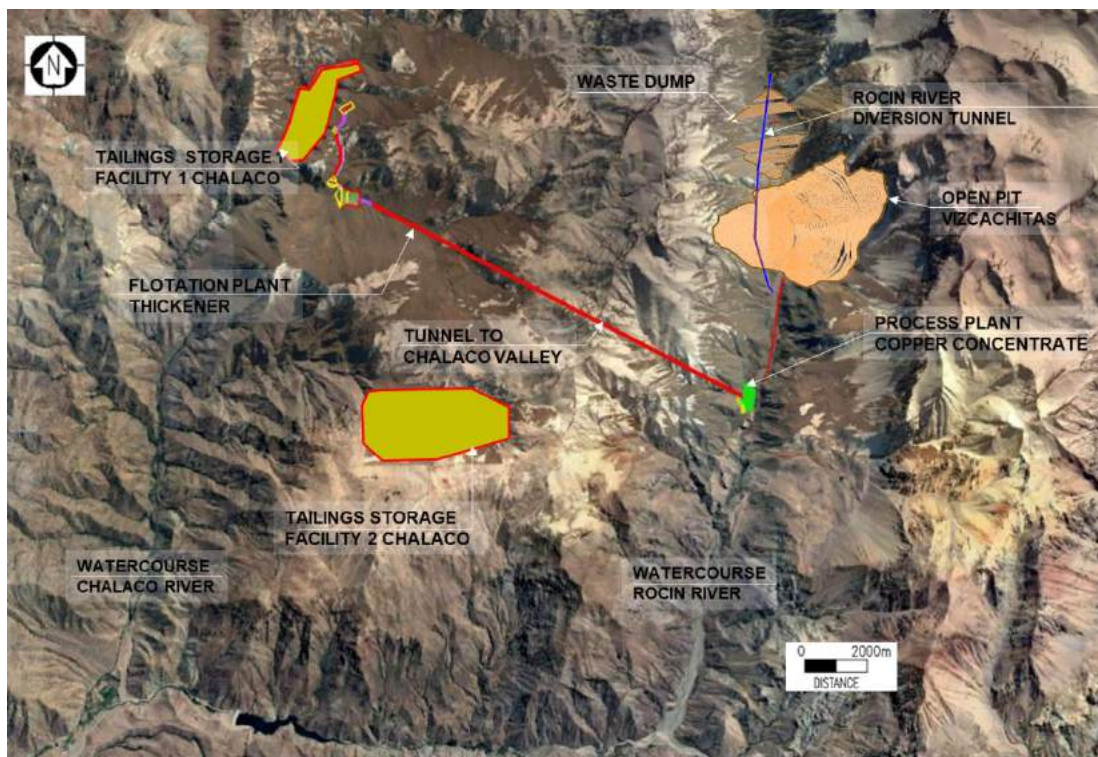 N
WASTE DUMP
ROCIN RIVER
DIVERSION TUNNEL
TAILINGS STORAGE 1
FACILITY 1 CHALACO
OPEN PIT
VIZCACHITAS
FLOTATION PLANT
THICKENER
TUNNEL TO
CHALACO VALLEY
PROCESS PLANT
COPPER CONCENTRATE
TAILINGS STORAGE
FACILITY 2 CHALACO
WATERCOURSE
CHALACO RIVER
WATERCOURSE
ROCIN RIVER
0 2000m
DISTANCE